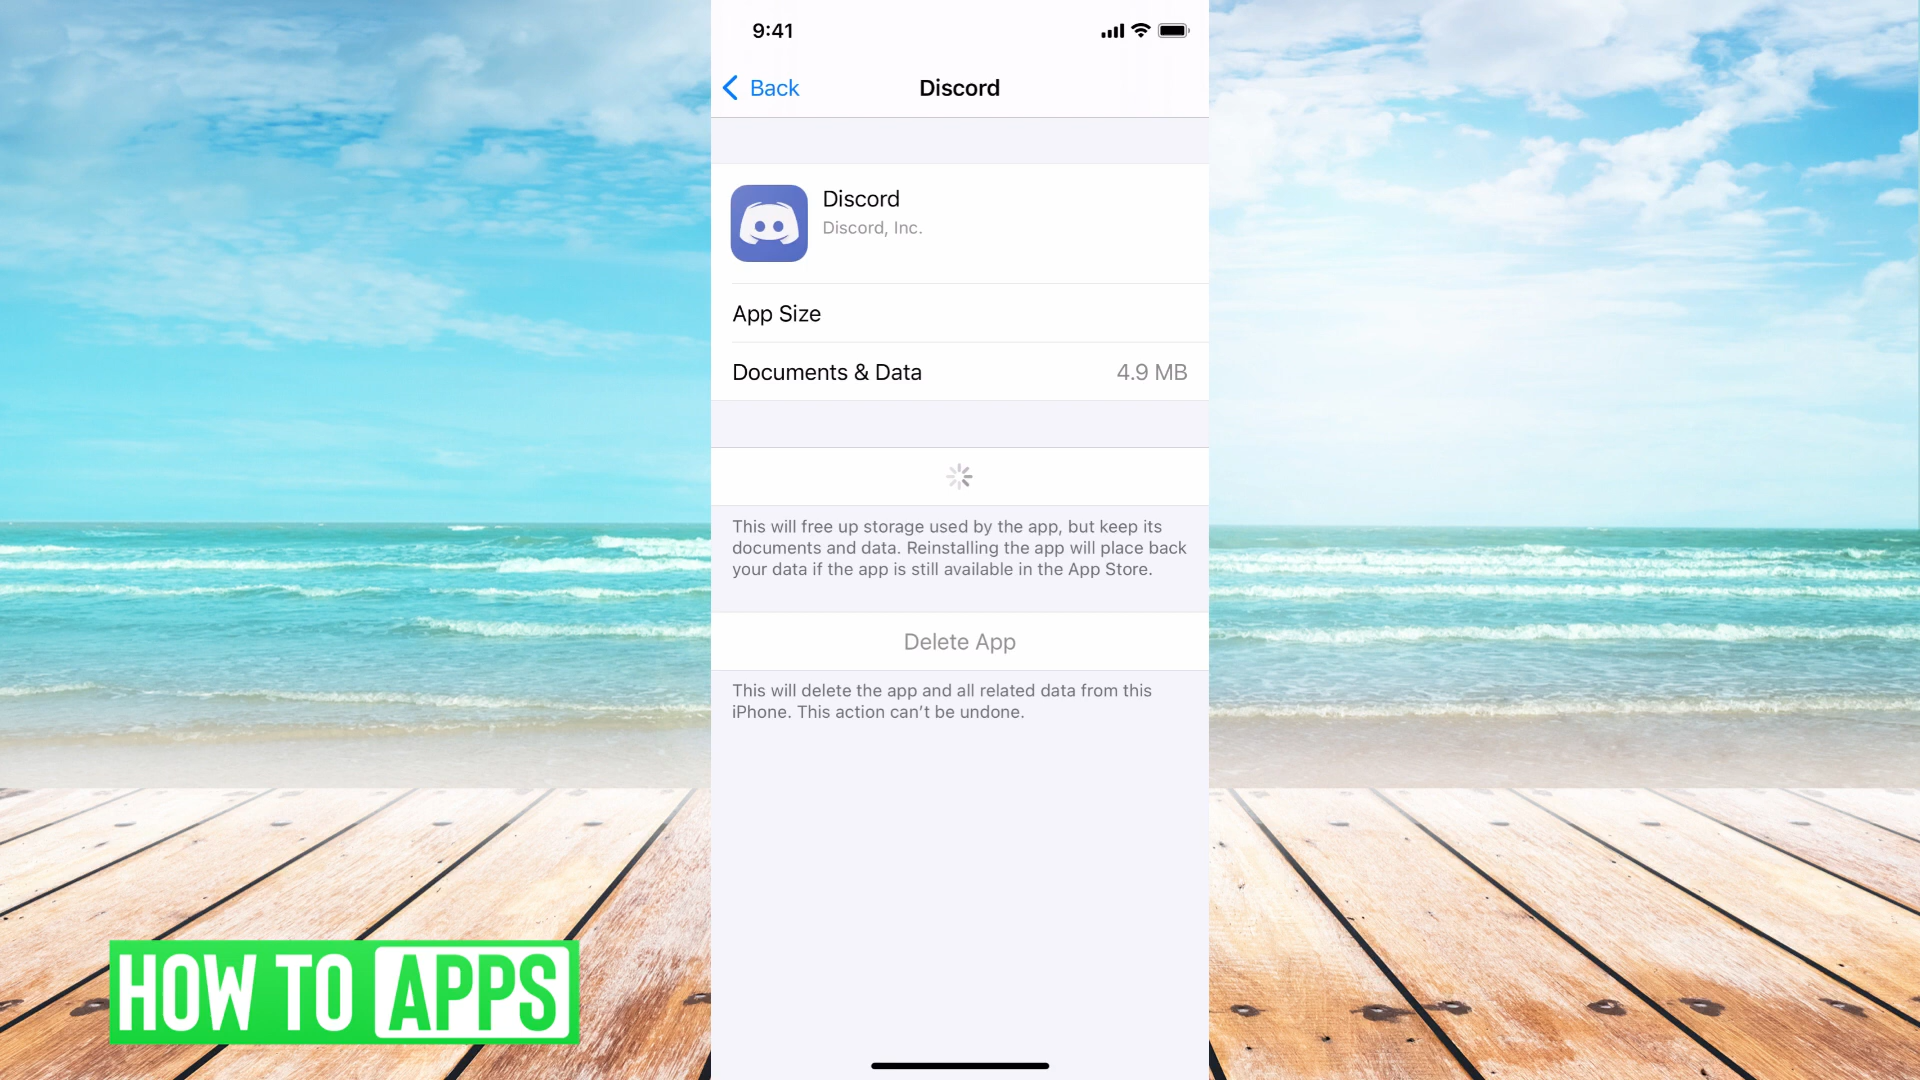 9:41
Back
Discord
Discord
Discord, Inc.
App Size
Documents & Data 4.9 MB
This will free up storage used by the app, but keep its
documents and data. Reinstalling the app will place back
your data if the app is still available in the App Store.
Delete App
This will delete the app and all related data from this
iPhone. This action can’t be undone.
HOW TO APPS